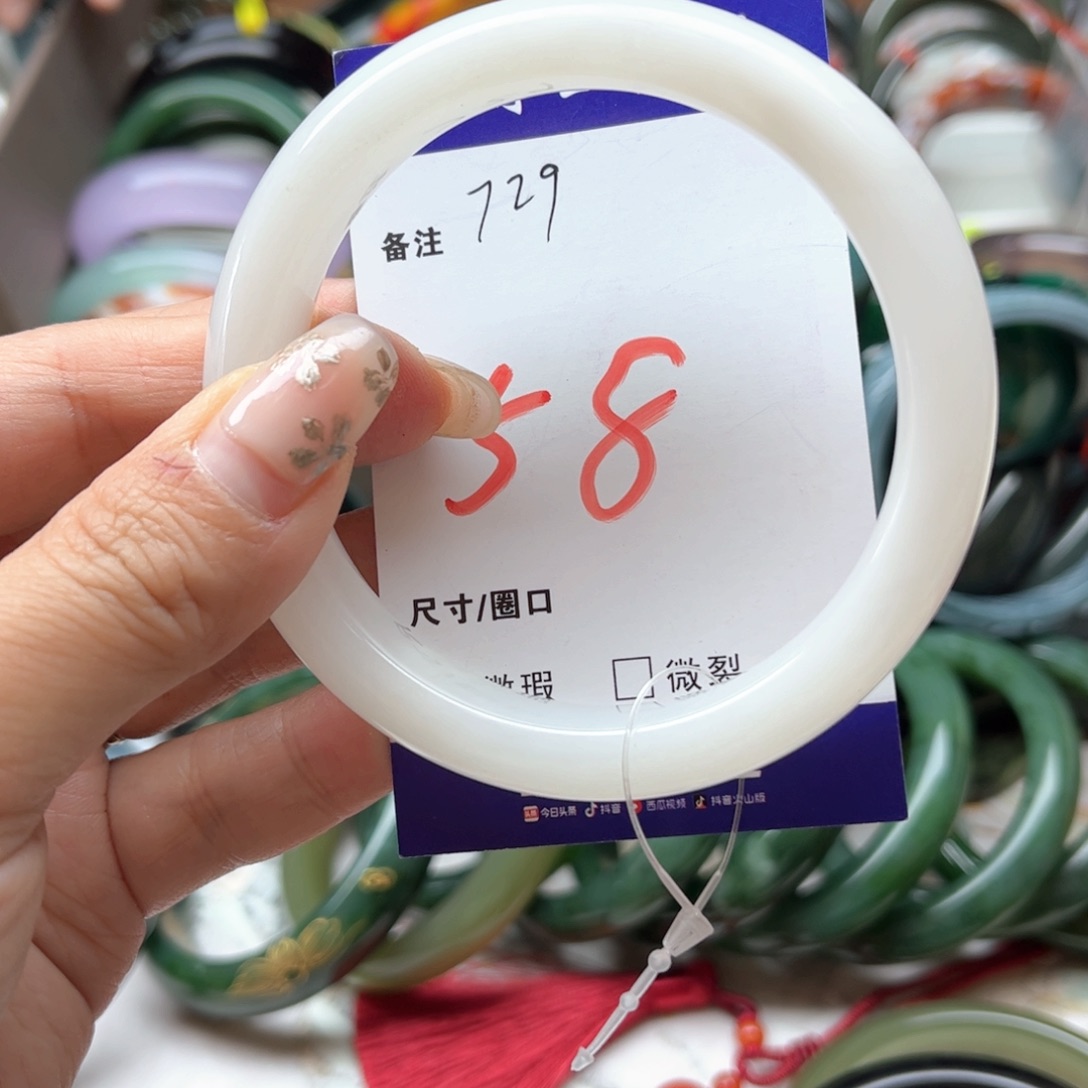 备注 729
58
尺寸/圈口
微瑕 □ 微裂
今日头条 抖音 西瓜视频 抖音火山版